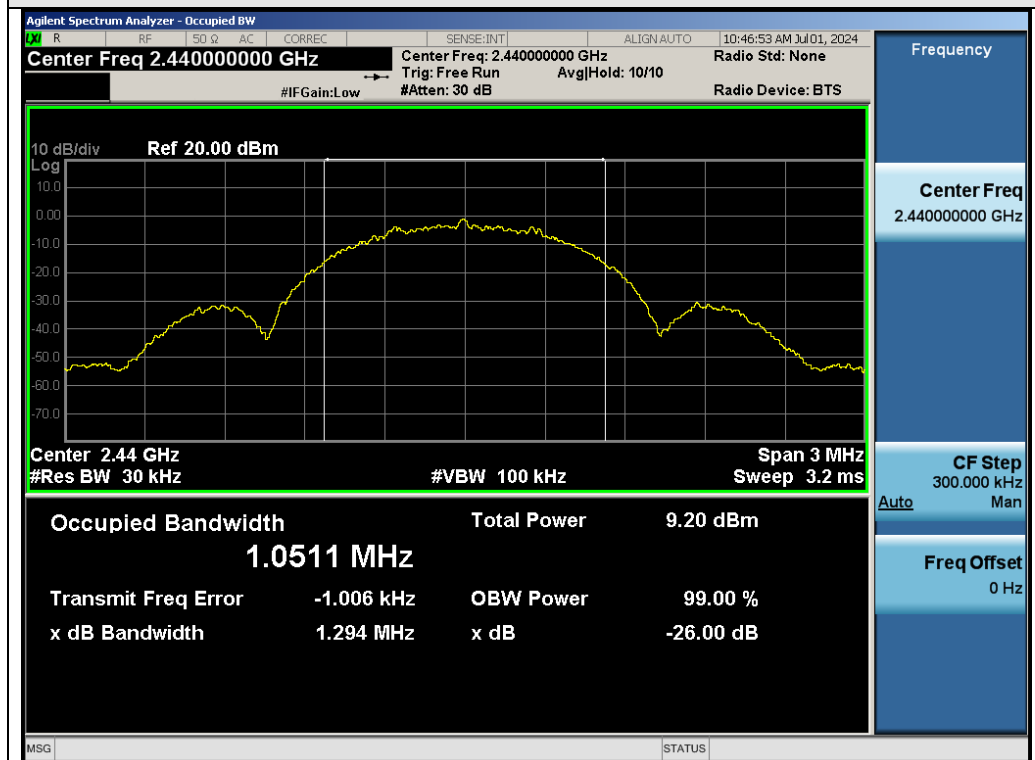 Agilent Spectrum Analyzer - Occupied BW
LXI R RF 50 Ω AC CORREC SENSE:INT ALIGN AUTO 10:46:53 AM Jul 01, 2024
Center Freq 2.440000000 GHz
Center Freq: 2.440000000 GHz
Radio Std: None
Trig: Free Run Avg|Hold: 10/10
#IFGain:Low #Atten: 30 dB Radio Device: BTS
10 dB/div Ref 20.00 dBm
Log
10.0
0.00
-10.0
-20.0
-30.0
-40.0
-50.0
-60.0
-70.0
Center 2.44 GHz Span 3 MHz
#Res BW 30 kHz #VBW 100 kHz Sweep 3.2 ms
Occupied Bandwidth Total Power 9.20 dBm
1.0511 MHz
Transmit Freq Error -1.006 kHz OBW Power 99.00 %
x dB Bandwidth 1.294 MHz x dB -26.00 dB
MSG STATUS
Frequency
Center Freq
2.440000000 GHz
CF Step
300.000 kHz
Auto Man
Freq Offset
0 Hz